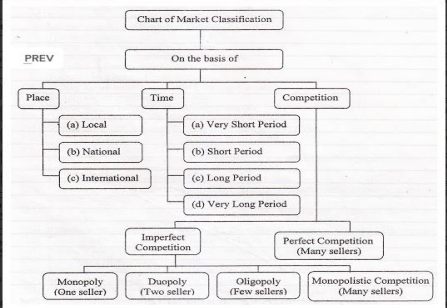 Chart of Market Classification
PREV
On the basis of
Place
Time
Competition
(a) Local
(b) National
(c) International
(a) Very Short Period
(b) Short Period
(c) Long Period
(d) Very Long Period
Imperfect
Competition
Perfect Competition
(Many sellers)
Monopoly
(One seller)
Duopoly
(Two seller)
Oligopoly
(Few sellers)
Monopolistic Competition
(Many sellers)